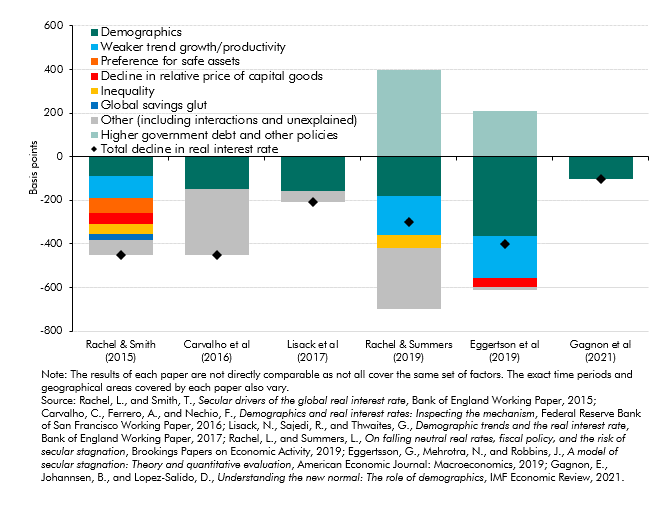 600
400
200
0
-200
-400
-600
-800
Basis points
Demographics
Weaker trend growth/productivity
Preference for safe assets
Decline in relative price of capital goods
Inequality
Global savings glut
Other (including interactions and unexplained)
Higher government debt and other policies
Total decline in real interest rate
Rachel & Smith
(2015)
Carvalho et al
(2016)
Lisack et al
(2017)
Rachel & Summers
(2019)
Eggertson et al
(2019)
Gagnon et al
(2021)
Note: The results of each paper are not directly comparable as not all cover the same set of factors. The exact time periods and
geographical areas covered by each paper also vary.
Source: Rachel, L., and Smith, T., Secular drivers of the global real interest rate, Bank of England Working Paper, 2015;
Carvalho, C., Ferrero, A., and Nechio, F., Demographics and real interest rates: Inspecting the mechanism, Federal Reserve Bank
of San Francisco Working Paper, 2016; Lisack, N., Sajedi, R., and Thwaites, G., Demographic trends and the real interest rate,
Bank of England Working Paper, 2017; Rachel, L., and Summers, L., On falling neutral real rates, fiscal policy, and the risk of
secular stagnation, Brookings Papers on Economic Activity, 2019; Eggertsson, G., Mehrotra, N., and Robbins, J., A model of
secular stagnation: Theory and quantitative evaluation, American Economic Journal: Macroeconomics, 2019; Gagnon, E.,
Johannsen, B., and Lopez-Salido, D., Understanding the new normal: The role of demographics, IMF Economic Review, 2021.